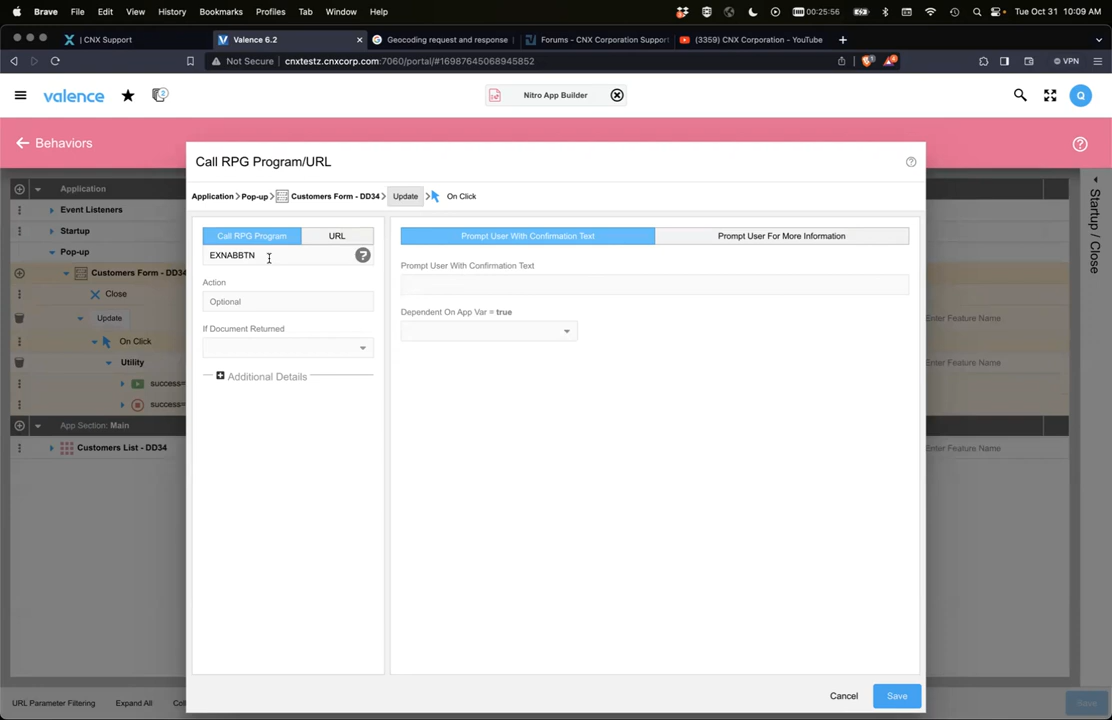 Brave File Edit View History Bookmarks Profiles Tab Window Help 00:25:56 Tue Oct 31 10:09 AM
CNX Support Valence 6.2 Geocoding request and response Forums - CNX Corporation Support (3359) CNX Corporation - YouTube
Not Secure cnxtestz.cnxcorp.com:7060/portal/#16987645068945852 VPN
valence 2 Nitro App Builder Q
Behaviors
Call RPG Program/URL
Application Pop-up Customers Form - DD34 Update On Click
Application
Event Listeners
Startup
Pop-up
Customers Form - DD34
Close
Update Enter Feature Name
On Click
Utility Enter Feature Name
success=
success=
App Section: Main
Customers List - DD34 Enter Feature Name
Call RPG Program URL
EXNABBTN
Action
Optional
If Document Returned
Additional Details
Prompt User With Confirmation Text Prompt User For More Information
Prompt User With Confirmation Text
Dependent On App Var = true
Startup / Close
Cancel Save
URL Parameter Filtering Expand All Col Save